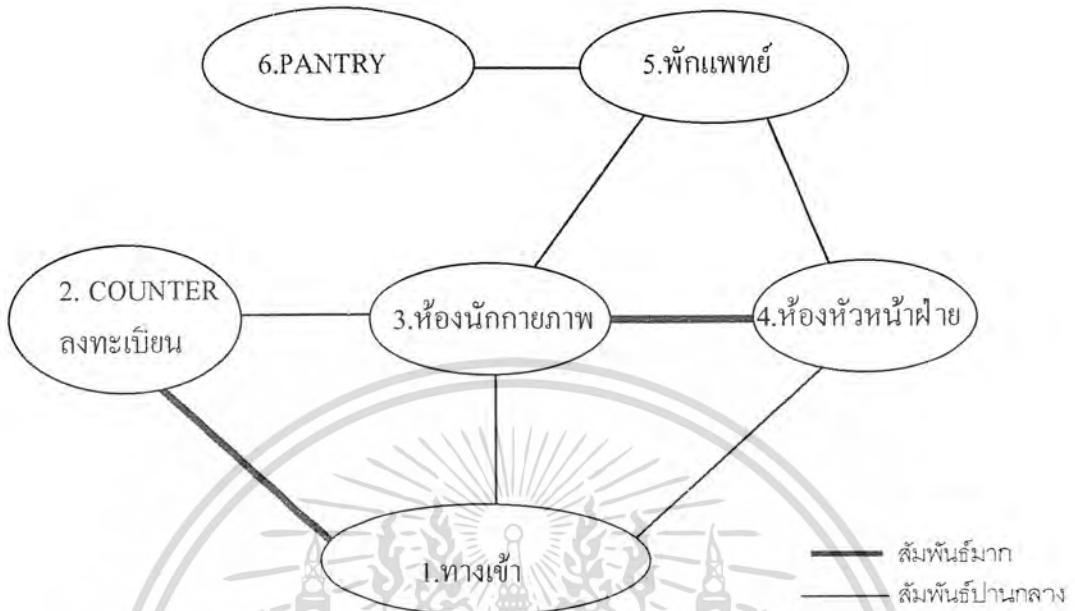 6.PANTRY
5.พักแพทย์
2. COUNTER
ลงทะเบียน
3.ห้องนักกายภาพ
4.ห้องหัวหน้าฝ่าย
1.ทางเข้า
สัมพันธ์มาก
สัมพันธ์ปานกลาง